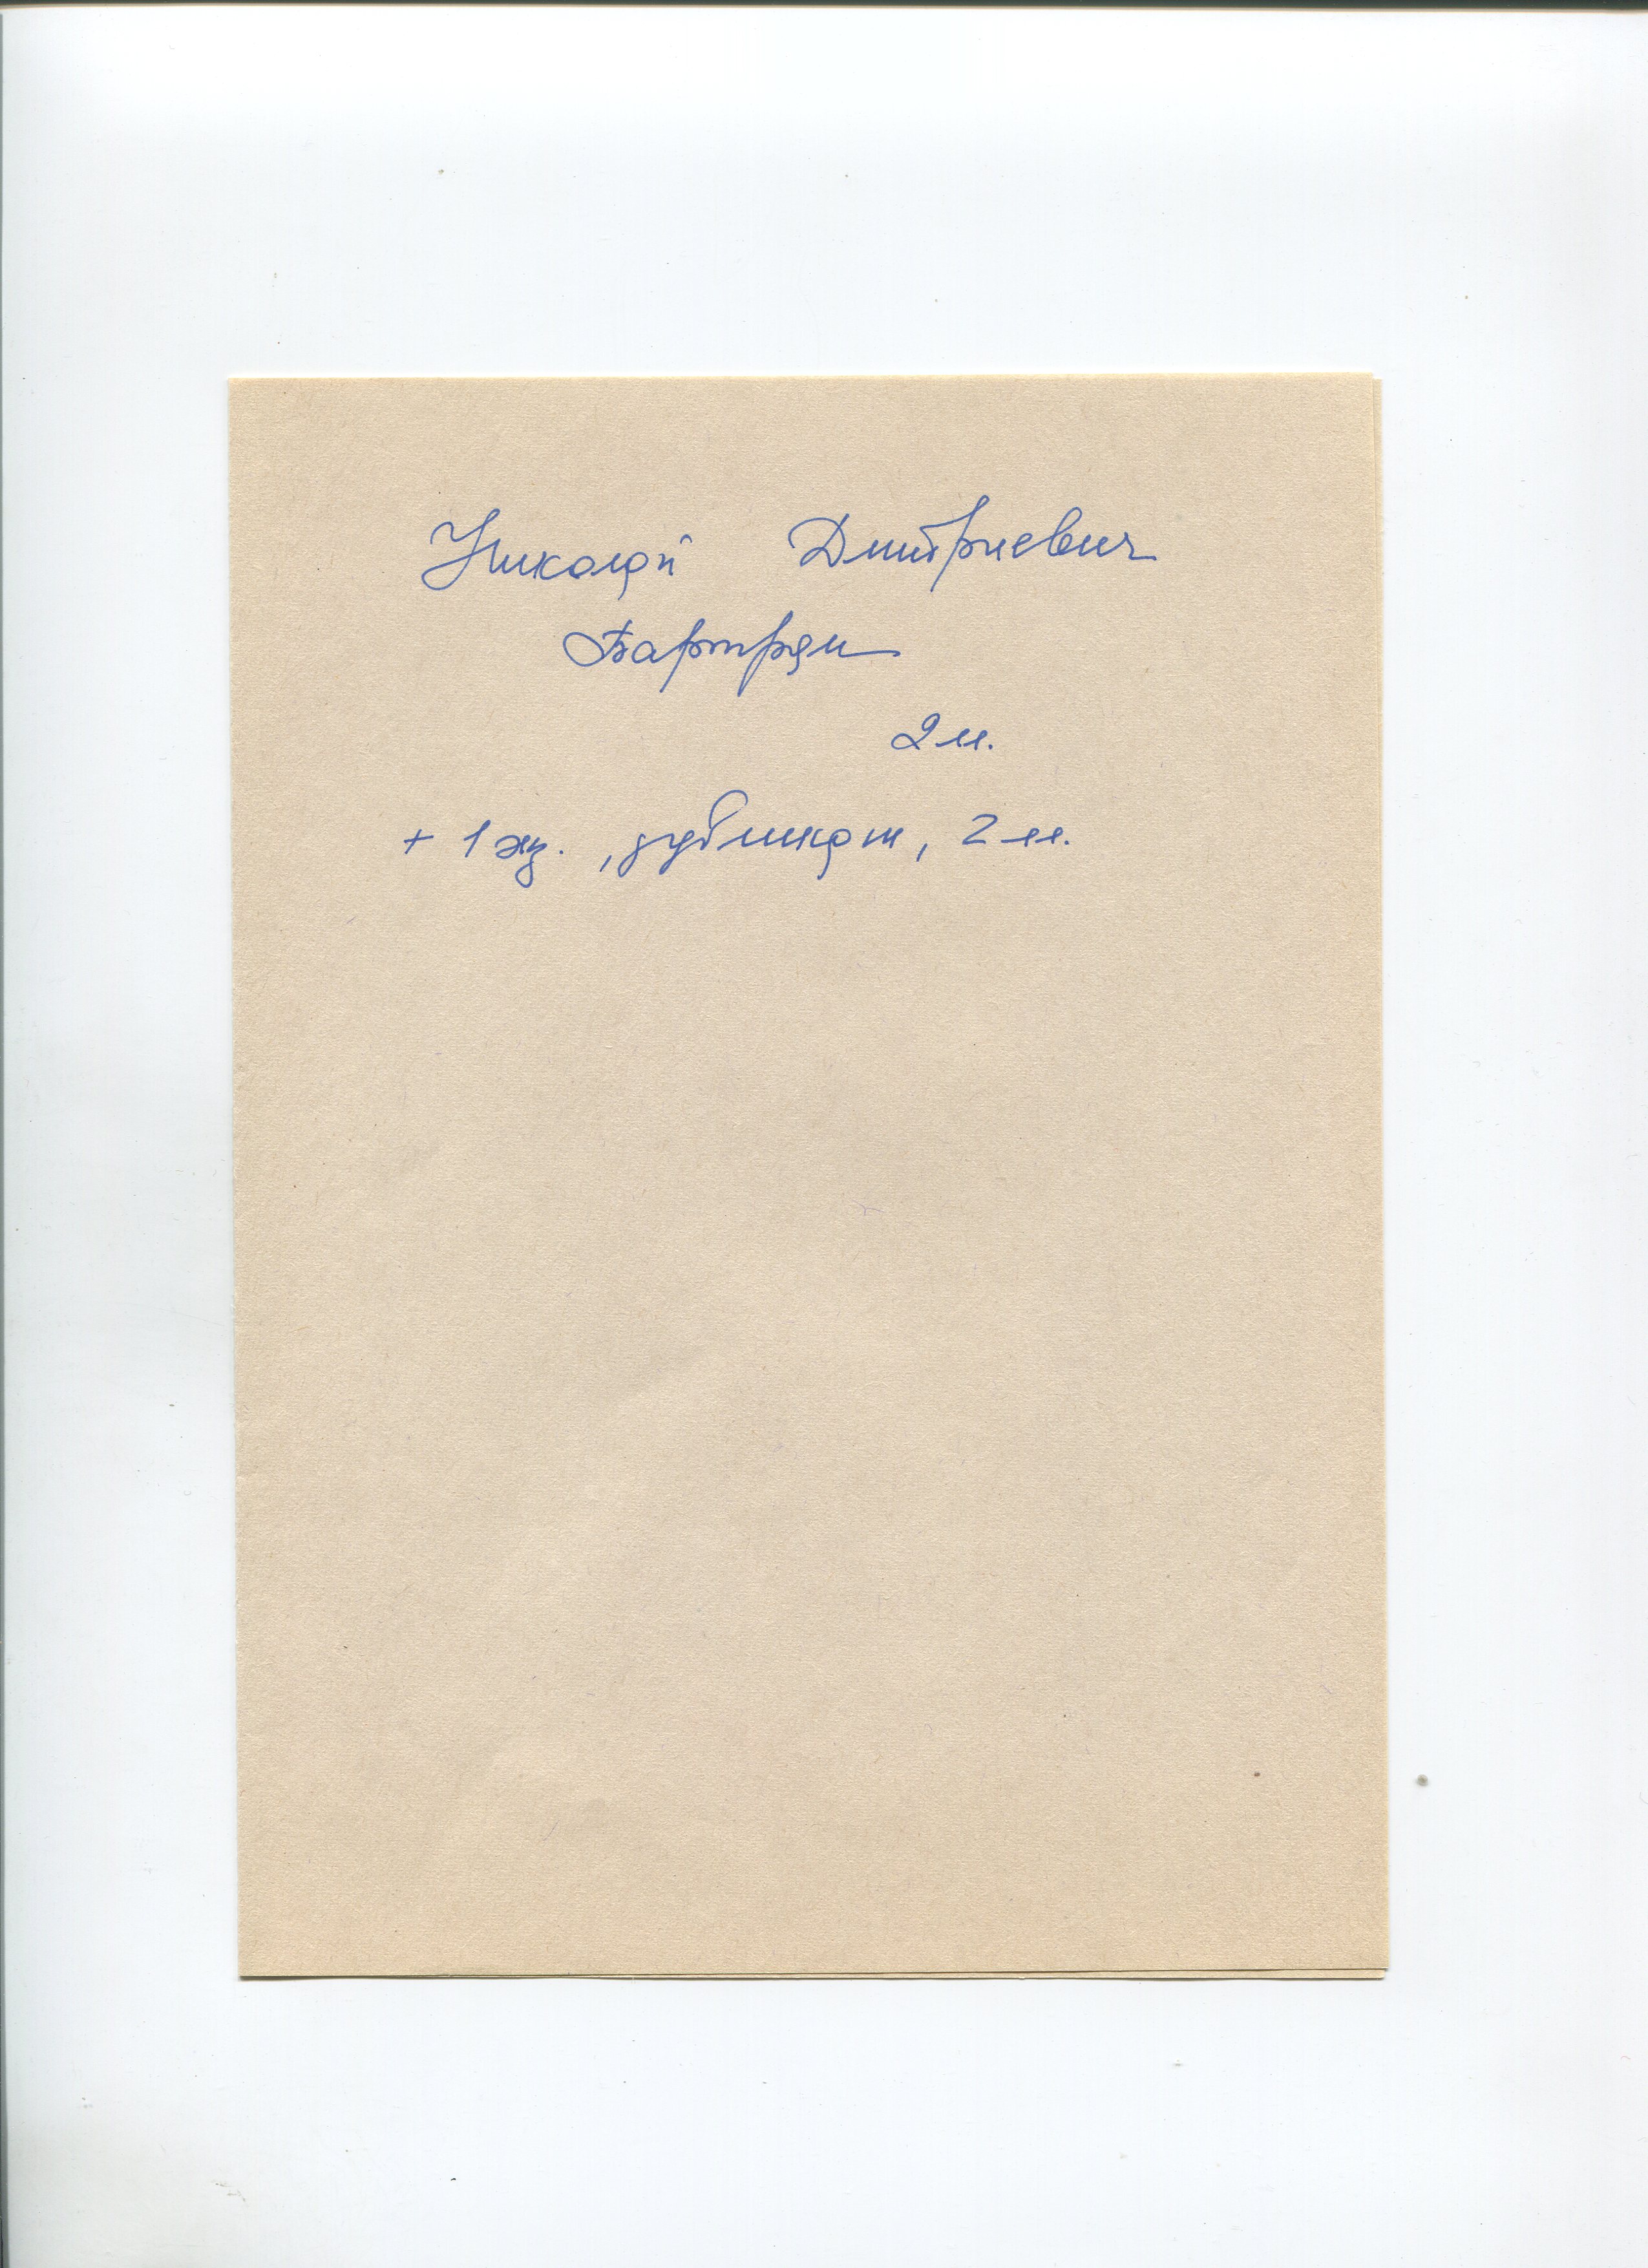 Николай Дмитриевич
Бартрам
2 л.
+ 1 экз., дубликат, 2 л.